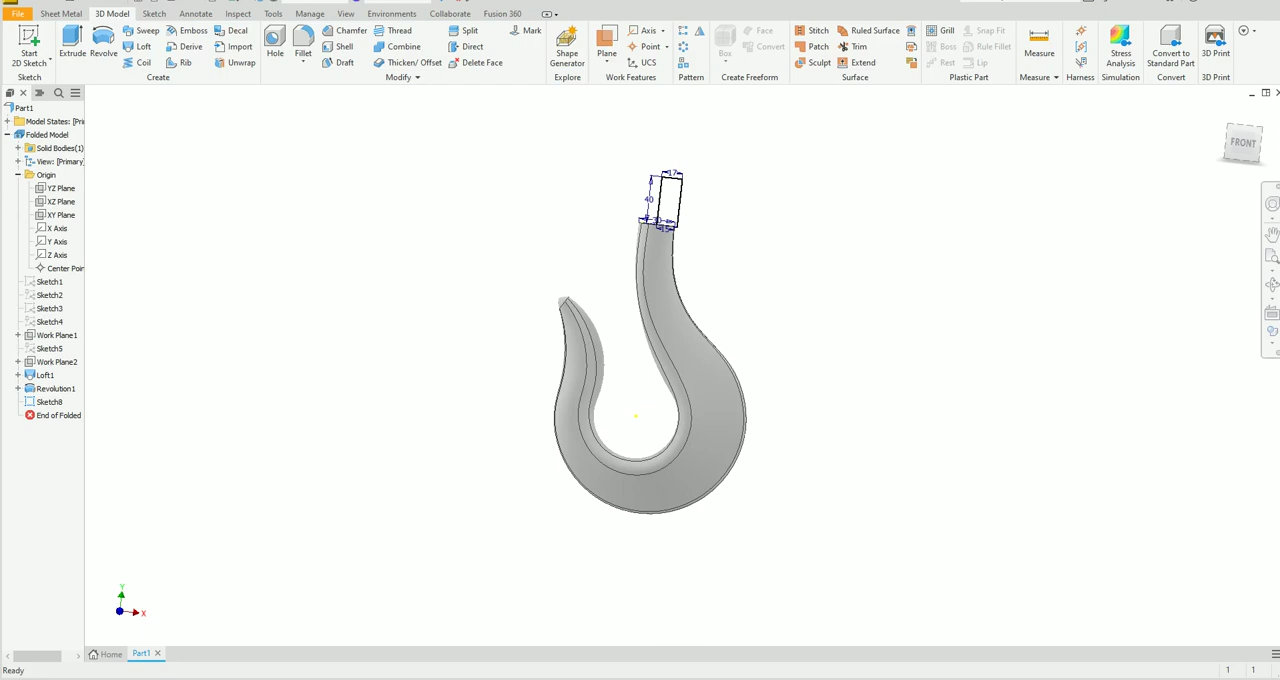 File Sheet Metal 3D Model Sketch Annotate Inspect Tools Manage View Environments Collaborate Fusion 360
Start 2D Sketch
Sketch
Extrude Revolve Sweep Emboss Decal
Loft Derive Import
Coil Rib Unwrap
Create
Hole Fillet Chamfer Thread Split Mark
Shell Combine Direct
Draft Thicken/ Offset Delete Face
Modify
Shape Generator
Explore
Plane Axis
Point
UCS
Work Features
Pattern
Box Face
Convert
Create Freeform
Stitch Ruled Surface
Patch Trim
Sculpt Extend
Surface
Grill Snap Fit
Boss Rule Fillet
Rest Lip
Plastic Part
Measure
Measure
Harness
Stress Analysis
Simulation
Convert to Standard Part
Convert
3D Print
3D Print
Part1
Model States: [Pri
Folded Model
Solid Bodies(1)
View: [Primary]
Origin
YZ Plane
XZ Plane
XY Plane
X Axis
Y Axis
Z Axis
Center Poin
Sketch1
Sketch2
Sketch3
Sketch4
Work Plane1
Sketch5
Work Plane2
Loft1
Revolution1
Sketch8
End of Folded
FRONT
17
40
15
Y
X
Home Part1
Ready
1 1